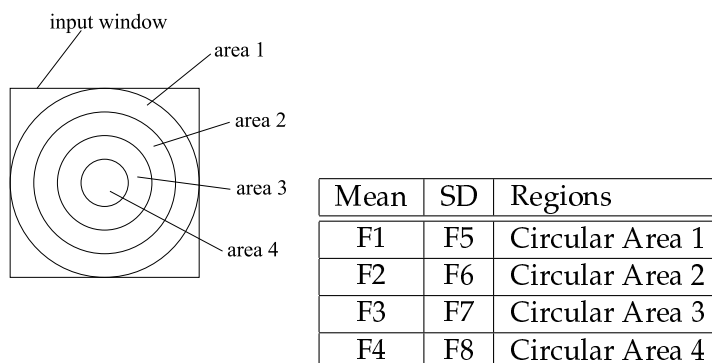 input window
area 1
area 2
area 3
area 4
Mean SD Regions
F1 F5 Circular Area 1
F2 F6 Circular Area 2
F3 F7 Circular Area 3
F4 F8 Circular Area 4